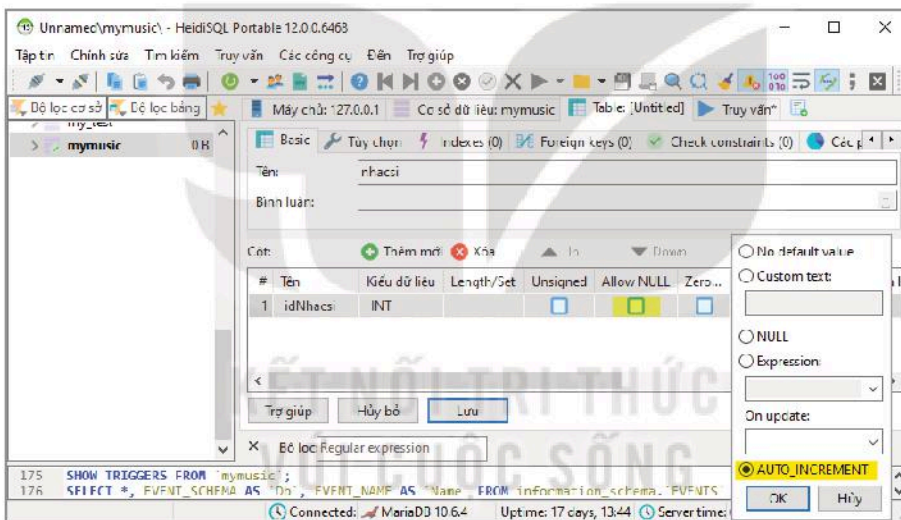 Unnamed\mymusic\ - HeidiSQL Portable 12.0.0.6468
Tập tin Chỉnh sửa Tìm kiếm Truy vấn Các công cụ Đến Trợ giúp
Bộ lọc cơ sở Bộ lọc bảng Máy chủ: 127.0.0.1 Cơ sở dữ liệu: mymusic Table: [Untitled] Truy vấn*
my_test
mymusic 0 B
Basic Tùy chọn Indexes (0) Foreign keys (0) Check constraints (0) Các p
Tên: nhacsi
Bình luận:
Cột: Thêm mới Xóa Down
# Tên Kiểu dữ liệu Length/Set Unsigned Allow NULL Zero...
1 idNhacsi INT
No default value
Custom text:
NULL
Expression:
On update:
AUTO_INCREMENT
OK Hủy
KẾT NỐI TRI THỨC
VỚI CUỘC SỐNG
Trợ giúp Hủy bỏ Lưu
Bộ lọc: Regular expression
175 SHOW TRIGGERS FROM `mymusic`;
176 SELECT *, EVENT_SCHEMA AS `Db`, EVENT_NAME AS `Name` FROM information_schema.`EVENTS`
Connected: MariaDB 10.6.4 Uptime: 17 days, 13:44 Server time: